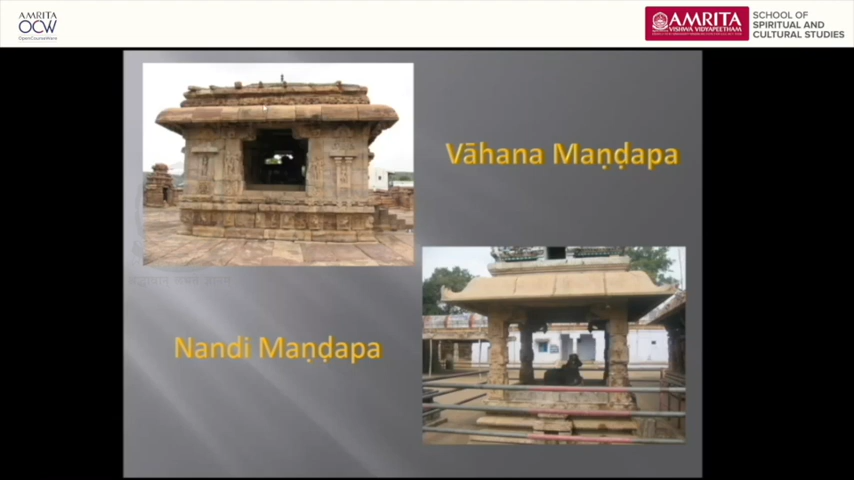 AMRITA
OCW
OpenCourseWare
AMRITA
VISHWA VIDYAPEETHAM
SCHOOL OF
SPIRITUAL AND
CULTURAL STUDIES
Vāhana Maṇḍapa
Nandi Maṇḍapa